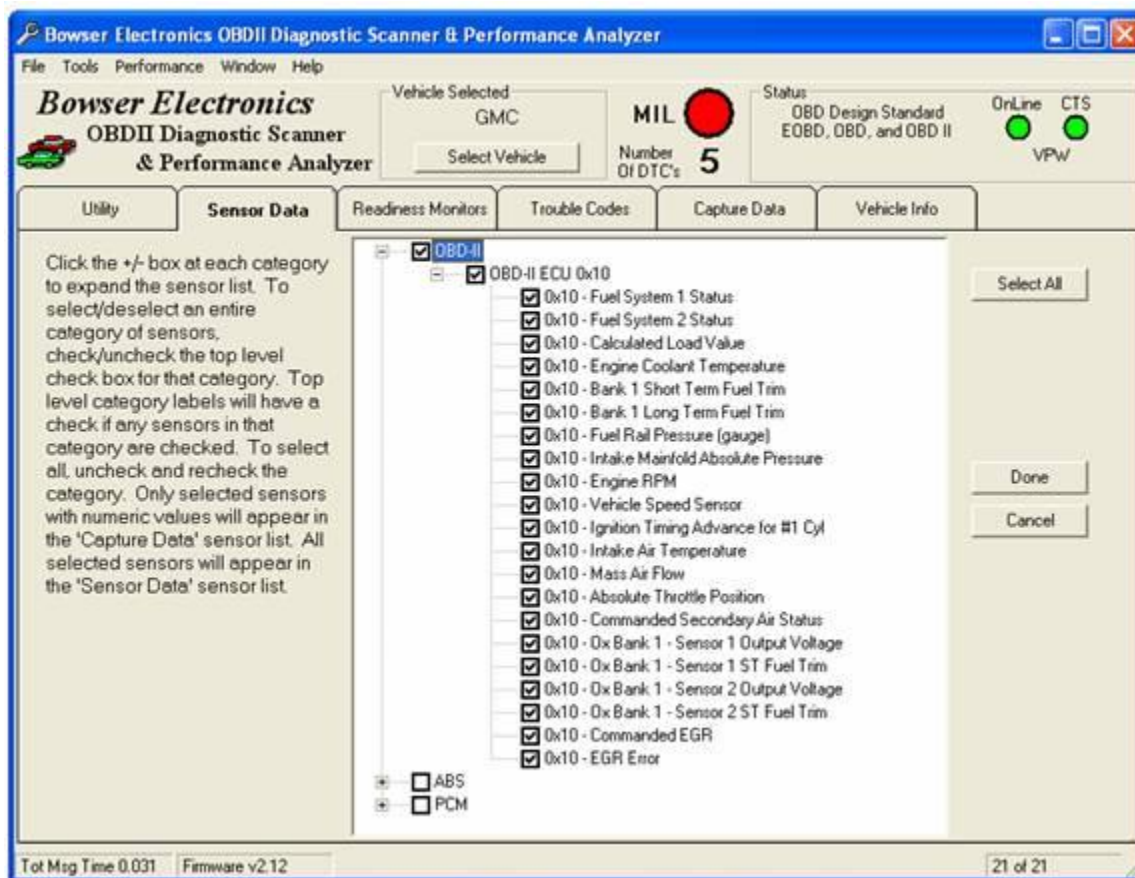 Bowser Electronics OBDII Diagnostic Scanner & Performance Analyzer
File Tools Performance Window Help
Bowser Electronics
OBDII Diagnostic Scanner
& Performance Analyzer
Vehicle Selected
GMC
Select Vehicle
MIL
Number
Of DTC's
5
Status
OBD Design Standard
EOBD, OBD, and OBD II
OnLine CTS
VPW
Utility
Sensor Data
Readiness Monitors
Trouble Codes
Capture Data
Vehicle Info
Click the +/- box at each category
to expand the sensor list. To
select/deselect an entire
category of sensors,
check/uncheck the top level
check box for that category. Top
level category labels will have a
check if any sensors in that
category are checked. To select
all, uncheck and recheck the
category. Only selected sensors
with numeric values will appear in
the 'Capture Data' sensor list. All
selected sensors will appear in
the 'Sensor Data' sensor list.
OBD-II
OBD-II ECU 0x10
0x10 - Fuel System 1 Status
0x10 - Fuel System 2 Status
0x10 - Calculated Load Value
0x10 - Engine Coolant Temperature
0x10 - Bank 1 Short Term Fuel Trim
0x10 - Bank 1 Long Term Fuel Trim
0x10 - Fuel Rail Pressure (gauge)
0x10 - Intake Mainfold Absolute Pressure
0x10 - Engine RPM
0x10 - Vehicle Speed Sensor
0x10 - Ignition Timing Advance for #1 Cyl
0x10 - Intake Air Temperature
0x10 - Mass Air Flow
0x10 - Absolute Throttle Position
0x10 - Commanded Secondary Air Status
0x10 - Ox Bank 1 - Sensor 1 Output Voltage
0x10 - Ox Bank 1 - Sensor 1 ST Fuel Trim
0x10 - Ox Bank 1 - Sensor 2 Output Voltage
0x10 - Ox Bank 1 - Sensor 2 ST Fuel Trim
0x10 - Commanded EGR
0x10 - EGR Error
ABS
PCM
Select All
Done
Cancel
Tot Msg Time 0.031
Firmware v2.12
21 of 21